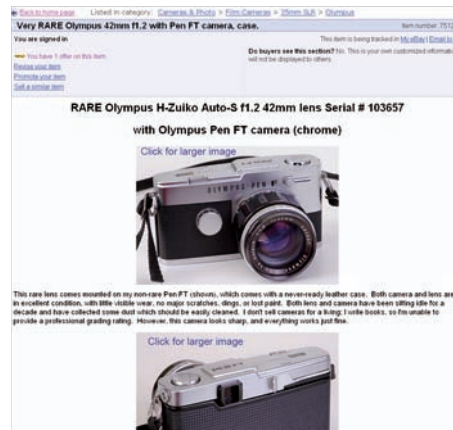 Back to home page Listed in category: Cameras & Photo > Film Cameras > 35mm SLR > Olympus
Very RARE Olympus 42mm f1.2 with Pen FT camera, case. Item number: 7512
You are signed in
This item is being tracked in My eBay | Email to
You have 1 offer on this item.
Revise your item
Promote your item
Sell a similar item
Do buyers see this section? No. This is your own customized informatio
will not be displayed to others.
RARE Olympus H-Zuiko Auto-S f1.2 42mm lens Serial # 103657
with Olympus Pen FT camera (chrome)
Click for larger image
OLYMPUS-PEN
This rare lens comes mounted on my non-rare Pen FT (shown), which comes with a never-ready leather case. Both camera and lens are
in excellent condition, with little visible wear, no major scratches, dings, or lost paint. Both lens and camera have been sitting idle for a
decade and have collected some dust which should be easily cleaned. I don't sell cameras for a living; I write books, so I'm unable to
provide a professional grading rating. However, this camera looks sharp, and everything works just fine.
Click for larger image